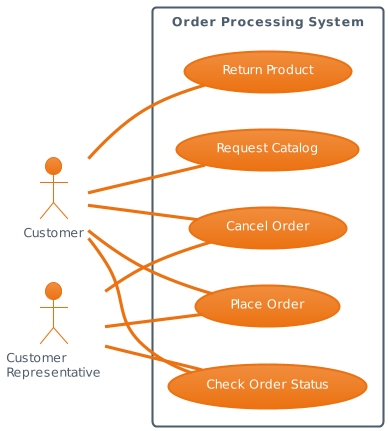 Order Processing System
Return Product
Request Catalog
Cancel Order
Customer
Place Order
Customer
Representative
Check Order Status